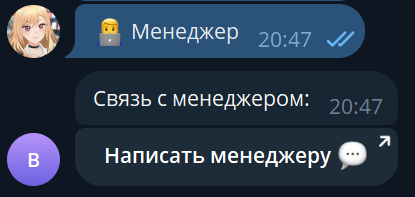 👨‍💻 Менеджер 20:47
Связь с менеджером: 20:47
В Написать менеджеру 💬